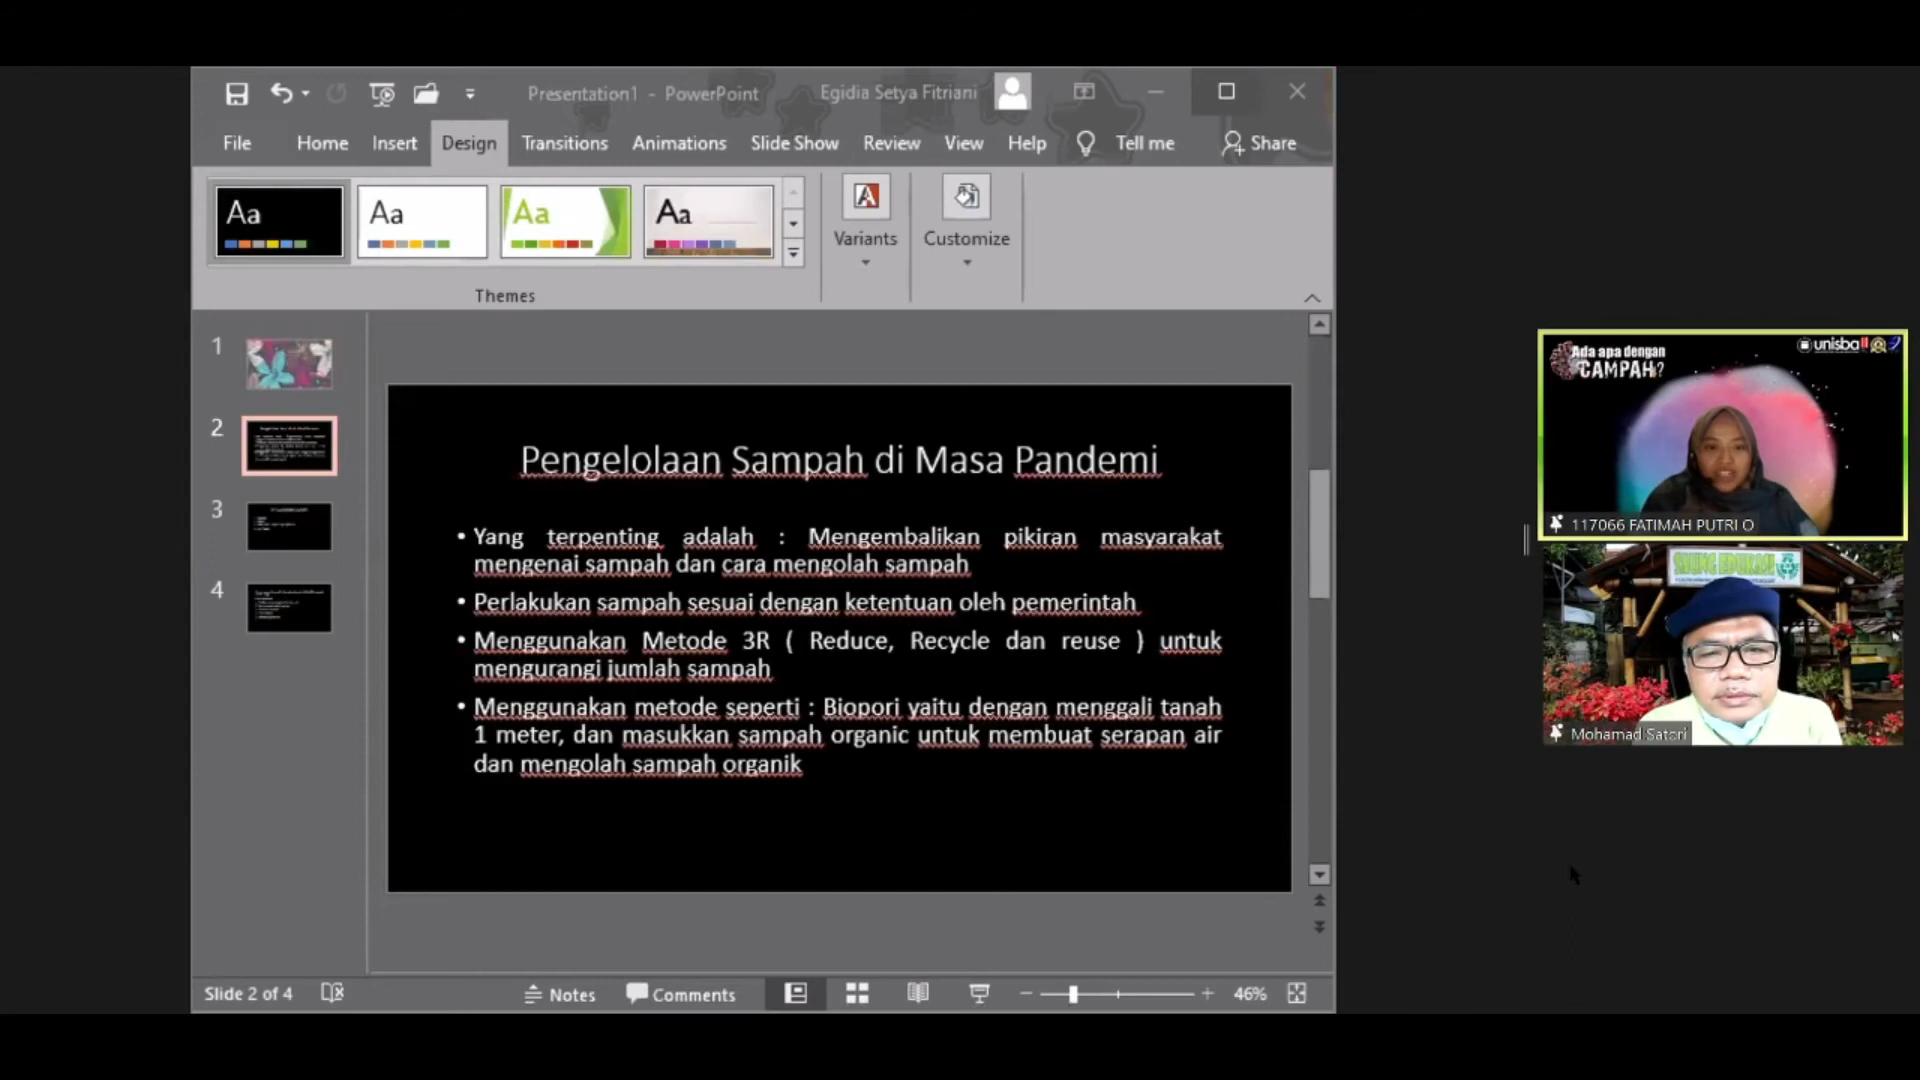 Presentation1 - PowerPoint
Egidia Setya Fitriani
File Home Insert Design Transitions Animations Slide Show Review View Help Tell me Share
Aa Aa Aa Aa
Variants
Customize
Themes
1
2
3
4
Pengelolaan Sampah di Masa Pandemi
• Yang terpenting adalah : Mengembalikan pikiran masyarakat
mengenai sampah dan cara mengolah sampah
• Perlakukan sampah sesuai dengan ketentuan oleh pemerintah
• Menggunakan Metode 3R ( Reduce, Recycle dan reuse ) untuk
mengurangi jumlah sampah
• Menggunakan metode seperti : Biopori yaitu dengan menggali tanah
1 meter, dan masukkan sampah organic untuk membuat serapan air
dan mengolah sampah organik
Slide 2 of 4
Notes
Comments
46%
Ada apa dengan
CAMPAH?
unisba
117066 FATIMAH PUTRI O
Mohamad Satori